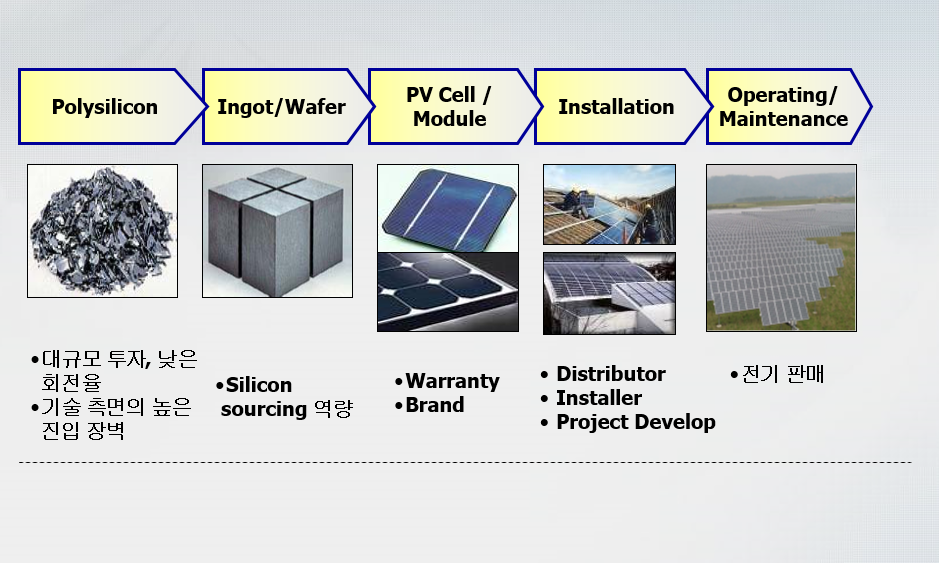 Polysilicon
Ingot/Wafer
PV Cell /
Module
Installation
Operating/
Maintenance
•대규모 투자, 낮은
회전율
•기술 측면의 높은
진입 장벽
•Silicon
sourcing 역량
•Warranty
•Brand
• Distributor
• Installer
• Project Develop
•전기 판매